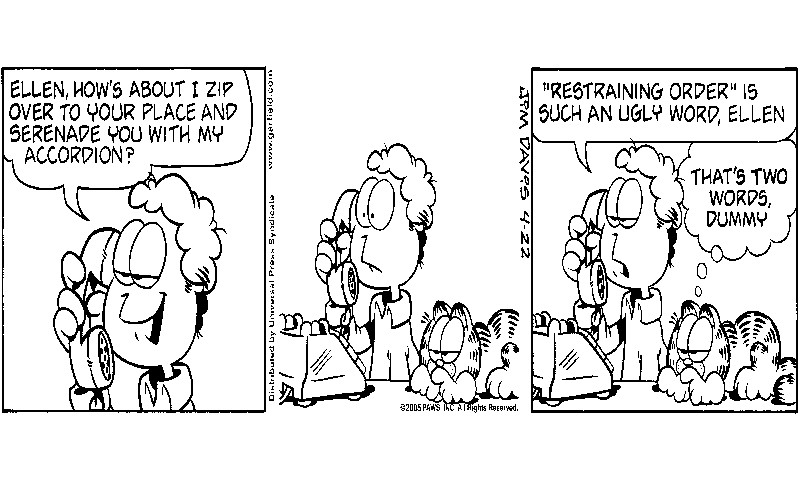 ELLEN, HOW'S ABOUT I ZIP
OVER TO YOUR PLACE AND
SERENADE YOU WITH MY
ACCORDION?
www.garfield.com
Distributed by Universal Press Syndicate
©2005 PAWS, INC. All Rights Reserved.
JIM DAVIS 4-22
"RESTRAINING ORDER" IS
SUCH AN UGLY WORD, ELLEN
THAT'S TWO
WORDS,
DUMMY